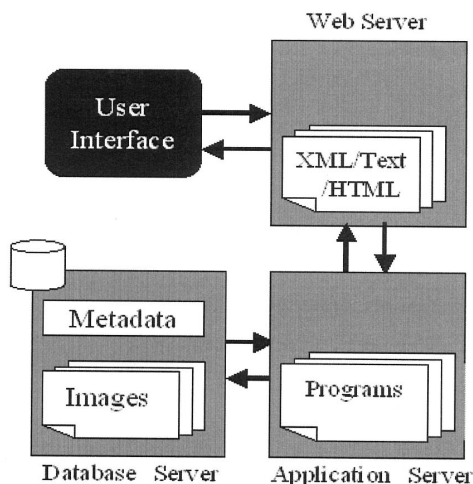 Web Server
User
Interface
XML/Text
/HTML
Metadata
Images
Programs
Database Server
Application Server